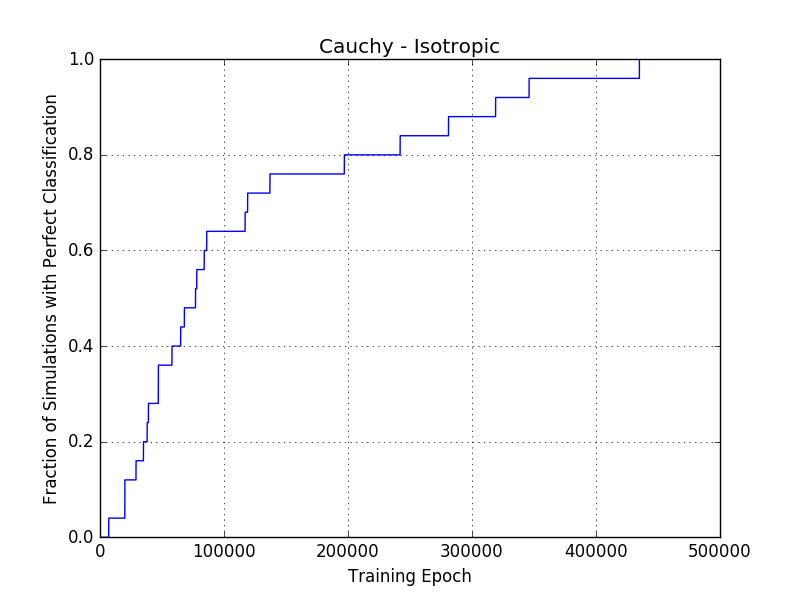 Cauchy - Isotropic
Fraction of Simulations with Perfect Classification
1.0
0.8
0.6
0.4
0.2
0.0
0 100000 200000 300000 400000 500000
Training Epoch